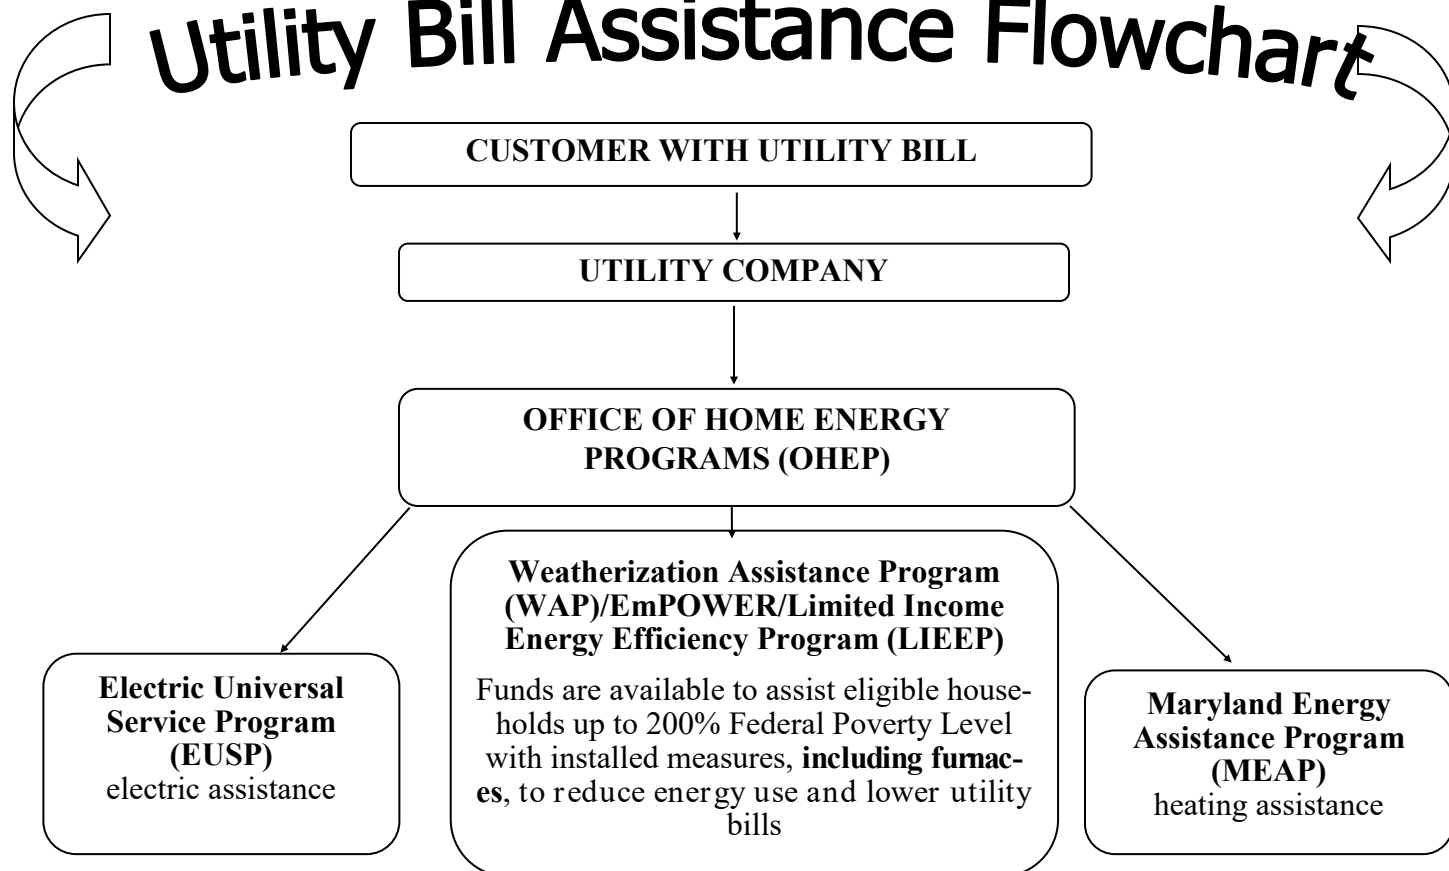 Utility Bill Assistance Flowchart
CUSTOMER WITH UTILITY BILL
UTILITY COMPANY
OFFICE OF HOME ENERGY
PROGRAMS (OHEP)
Weatherization Assistance Program
(WAP)/EmPOWER/Limited Income
Energy Efficiency Program (LIEEP)
Funds are available to assist eligible house-
holds up to 200% Federal Poverty Level
with installed measures, including furnac-
es, to reduce energy use and lower utility
bills
Electric Universal
Service Program
(EUSP)
electric assistance
Maryland Energy
Assistance Program
(MEAP)
heating assistance